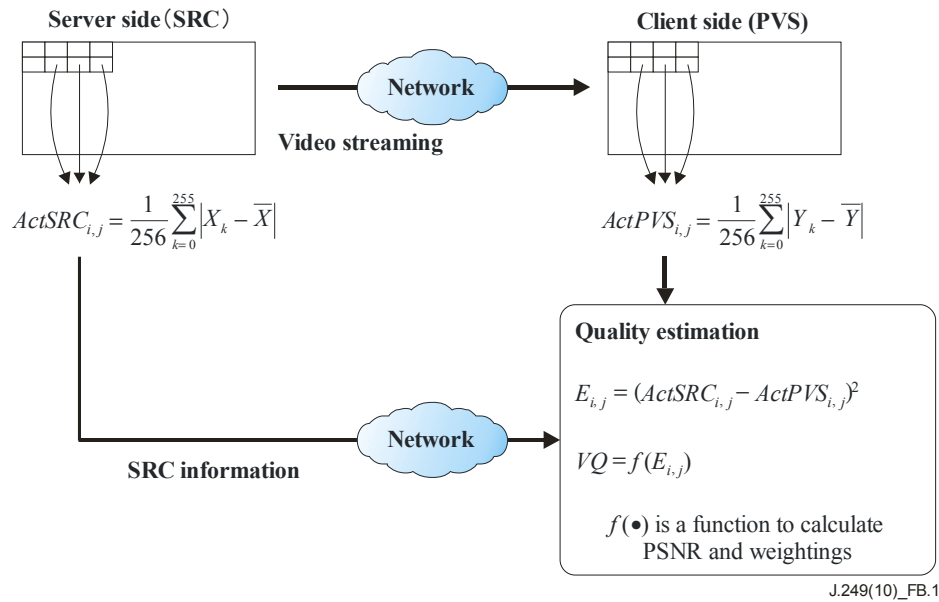 Server side（SRC）
Client side (PVS)
Network
Video streaming
ActSRC_{i,j} = \frac{1}{256} \sum_{k=0}^{255} |X_k − \overline{X}|
ActPVS_{i,j} = \frac{1}{256} \sum_{k=0}^{255} |Y_k − \overline{Y}|
Quality estimation
E_{i,j} = (ActSRC_{i,j} − ActPVS_{i,j})²
Network
SRC information
VQ = f(E_{i,j})
f(•) is a function to calculate
PSNR and weightings
J.249(10)_FB.1